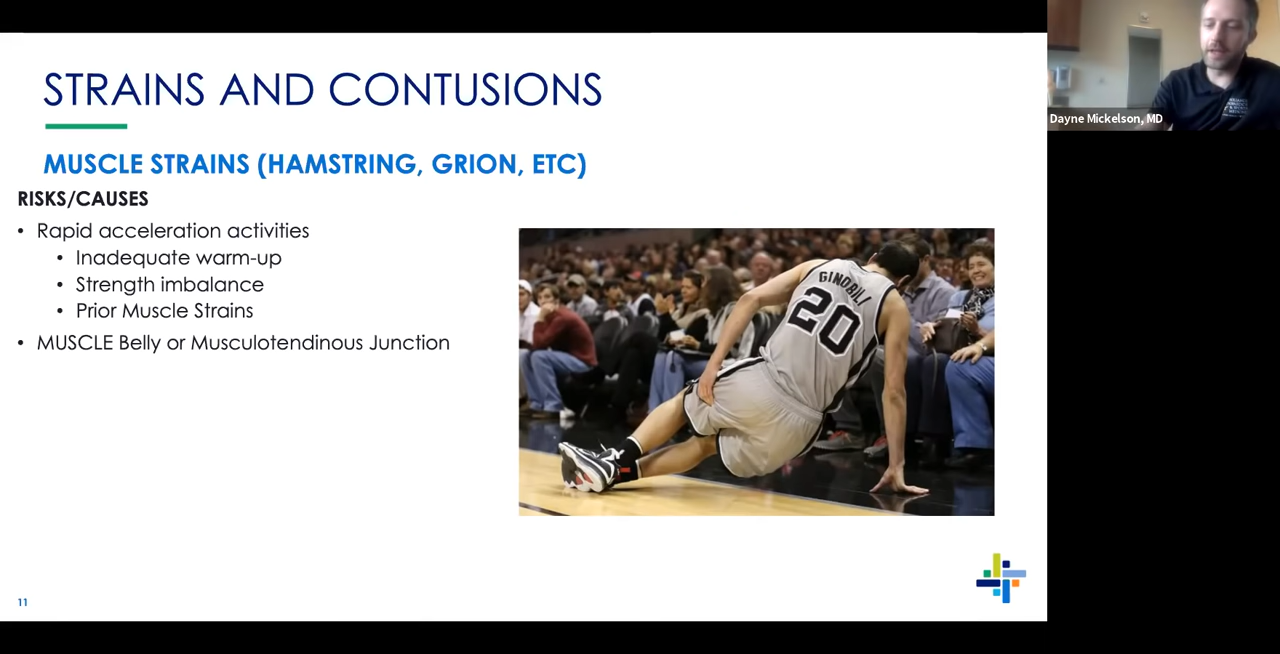 STRAINS AND CONTUSIONS
MUSCLE STRAINS (HAMSTRING, GRION, ETC)
RISKS/CAUSES
• Rapid acceleration activities
• Inadequate warm-up
• Strength imbalance
• Prior Muscle Strains
• MUSCLE Belly or Musculotendinous Junction
GINOBILI
20
11
Dayne Mickelson, MD